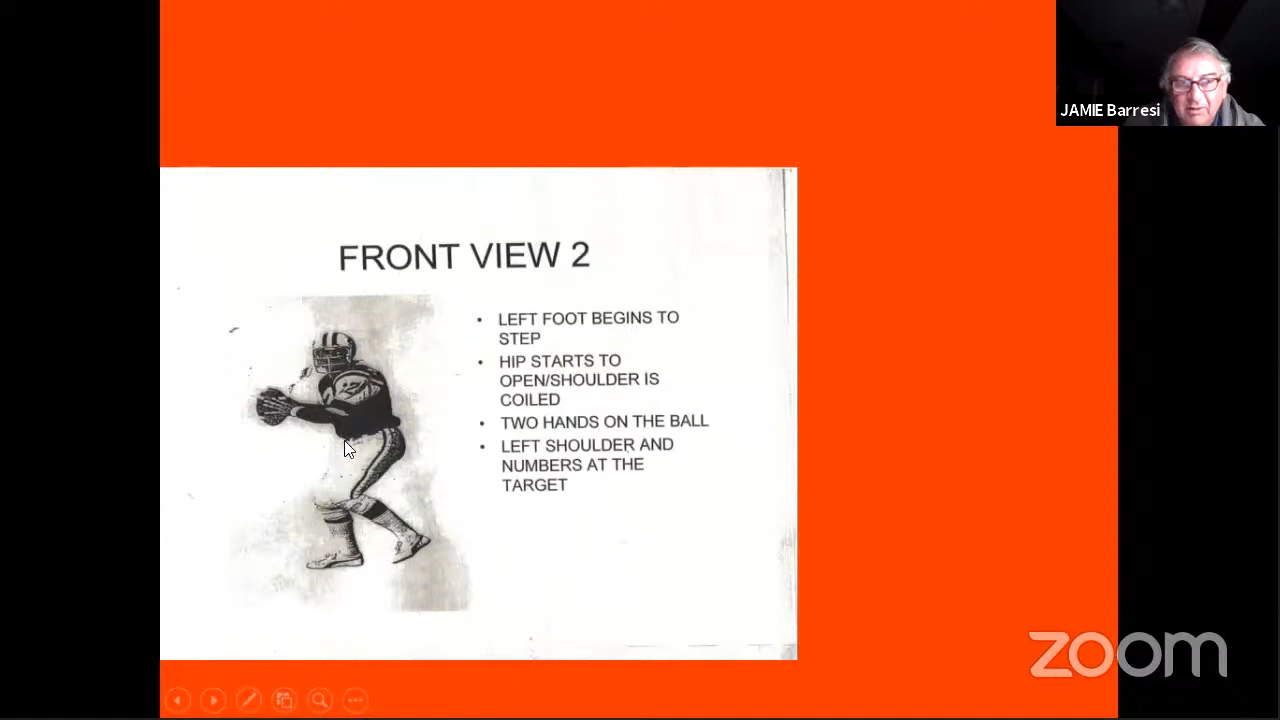 JAMIE Barresi
FRONT VIEW 2
• LEFT FOOT BEGINS TO
STEP
• HIP STARTS TO
OPEN/SHOULDER IS
COILED
• TWO HANDS ON THE BALL
• LEFT SHOULDER AND
NUMBERS AT THE
TARGET
zoom